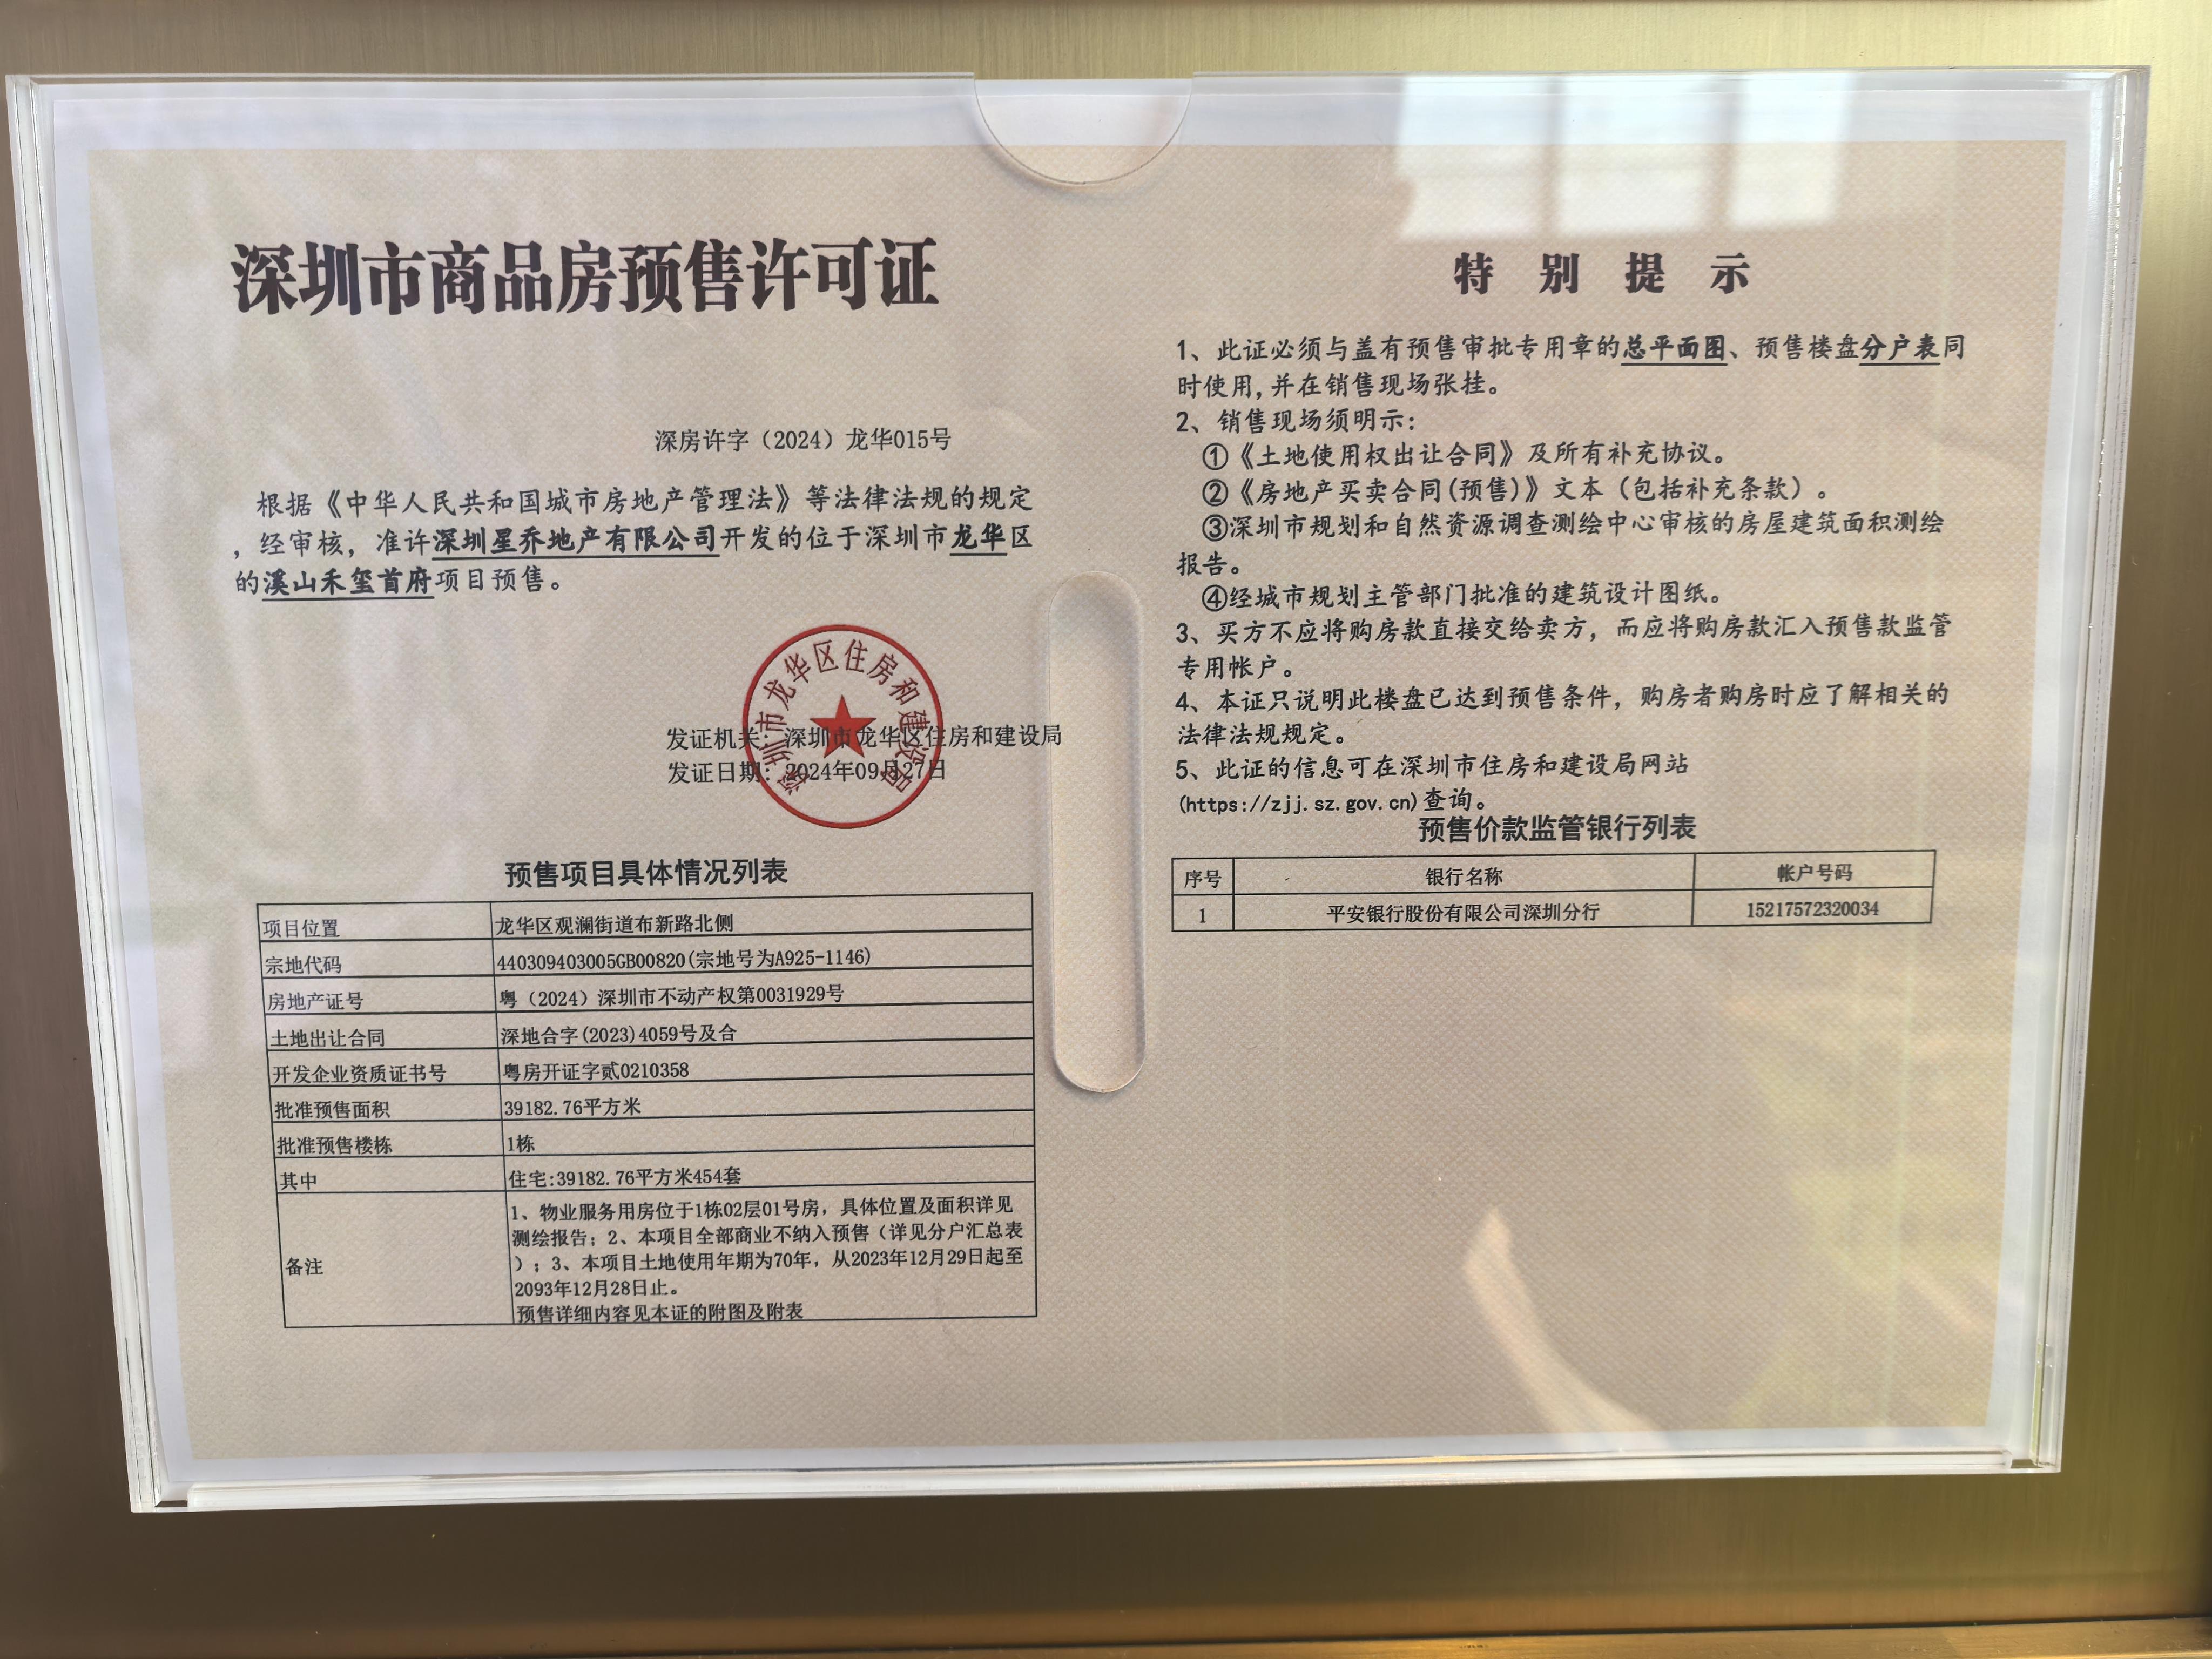 深圳市商品房预售许可证
深房许字（2024）龙华015号
根据《中华人民共和国城市房地产管理法》等法律法规的规定
，经审核，准许深圳星乔地产有限公司开发的位于深圳市龙华区
的溪山禾玺首府项目预售。
深圳市龙华区住房和建设局
发证机关：深圳市龙华区住房和建设局
发证日期：2024年09月27日
预售项目具体情况列表
项目位置 龙华区观澜街道布新路北侧
宗地代码 440309403005GB00820(宗地号为A925-1146)
房地产证号 粤（2024）深圳市不动产权第0031929号
土地出让合同 深地合字(2023)4059号及合
开发企业资质证书号 粤房开证字贰0210358
批准预售面积 39182.76平方米
批准预售楼栋 1栋
其中 住宅:39182.76平方米454套
备注
1、物业服务用房位于1栋02层01号房，具体位置及面积详见
测绘报告；2、本项目全部商业不纳入预售（详见分户汇总表
）；3、本项目土地使用年期为70年，从2023年12月29日起至
2093年12月28日止。
预售详细内容见本证的附图及附表
特别提示
1、此证必须与盖有预售审批专用章的总平面图、预售楼盘分户表同
时使用,并在销售现场张挂。
2、销售现场须明示：
①《土地使用权出让合同》及所有补充协议。
②《房地产买卖合同(预售)》文本（包括补充条款）。
③深圳市规划和自然资源调查测绘中心审核的房屋建筑面积测绘
报告。
④经城市规划主管部门批准的建筑设计图纸。
3、买方不应将购房款直接交给卖方，而应将购房款汇入预售款监管
专用帐户。
4、本证只说明此楼盘已达到预售条件，购房者购房时应了解相关的
法律法规规定。
5、此证的信息可在深圳市住房和建设局网站
(https://zjj.sz.gov.cn)查询。
预售价款监管银行列表
序号 银行名称 帐户号码
1 平安银行股份有限公司深圳分行 15217572320034